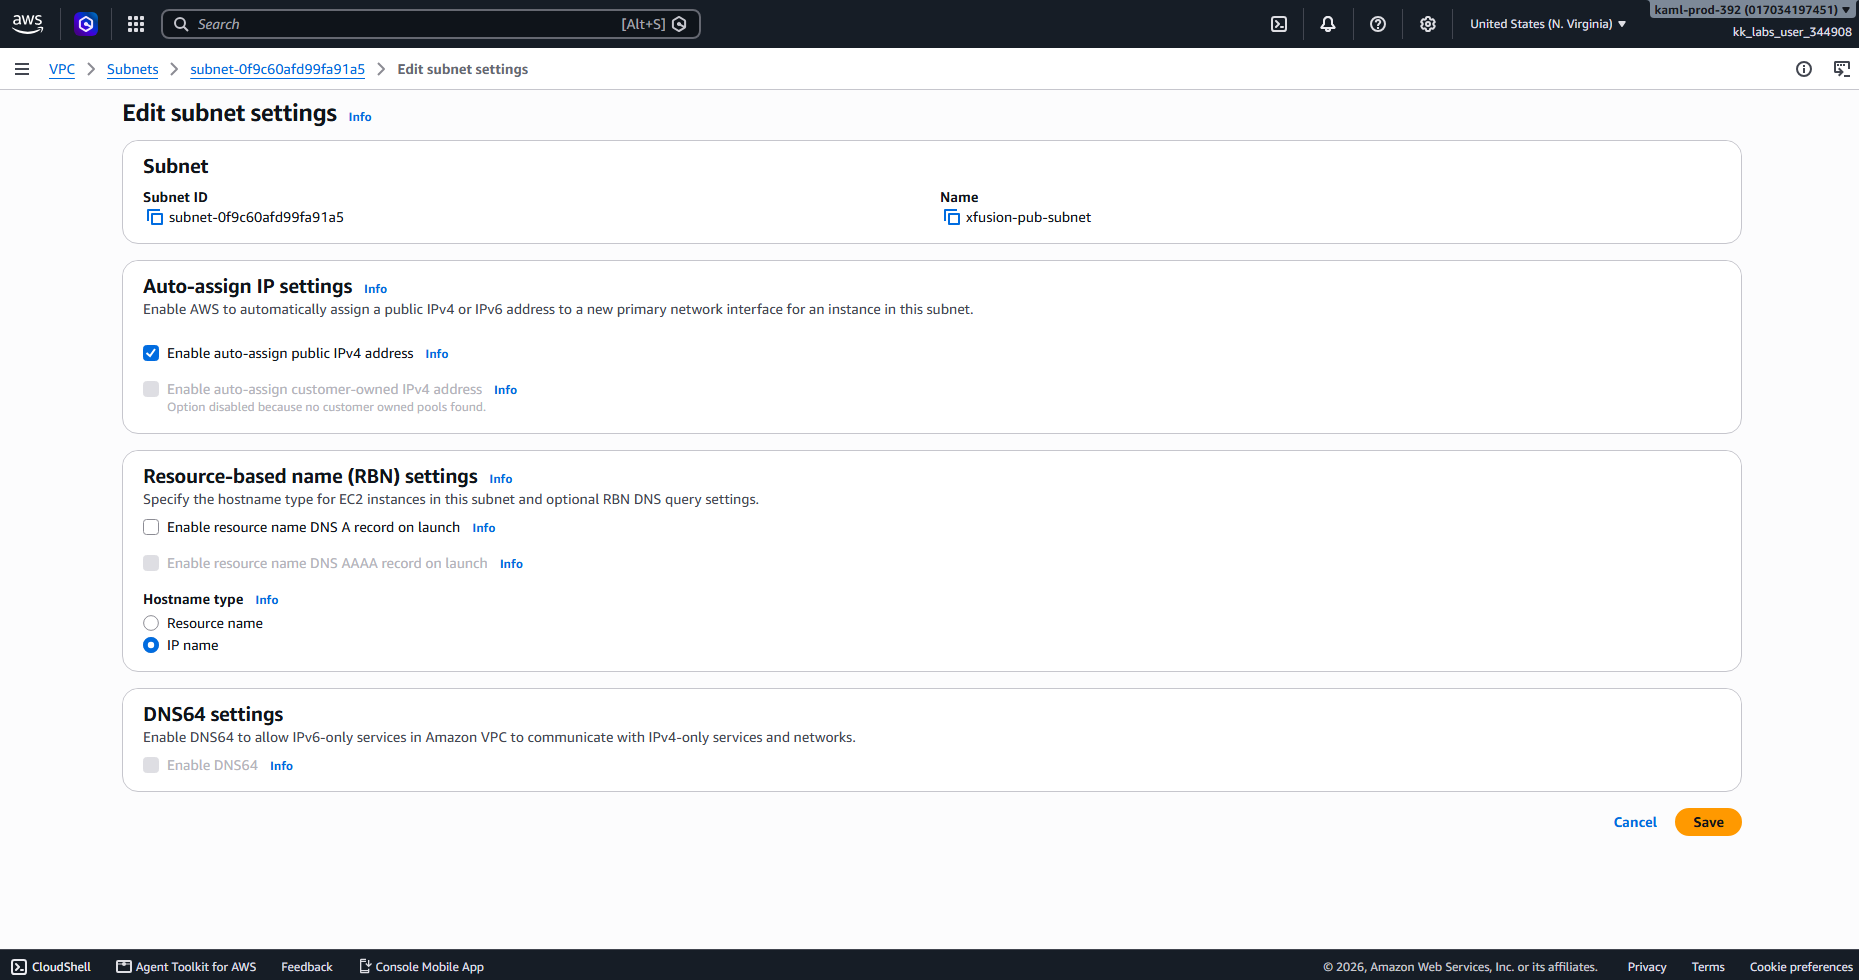 aws
Search
[Alt+S]
United States (N. Virginia)
kaml-prod-392 (017034197451)
kk_labs_user_344908
VPC
Subnets
subnet-0f9c60afd99fa91a5
Edit subnet settings
Edit subnet settings Info
Subnet
Subnet ID
subnet-0f9c60afd99fa91a5
Name
xfusion-pub-subnet
Auto-assign IP settings Info
Enable AWS to automatically assign a public IPv4 or IPv6 address to a new primary network interface for an instance in this subnet.
Enable auto-assign public IPv4 address Info
Enable auto-assign customer-owned IPv4 address Info
Option disabled because no customer owned pools found.
Resource-based name (RBN) settings Info
Specify the hostname type for EC2 instances in this subnet and optional RBN DNS query settings.
Enable resource name DNS A record on launch Info
Enable resource name DNS AAAA record on launch Info
Hostname type Info
Resource name
IP name
DNS64 settings
Enable DNS64 to allow IPv6-only services in Amazon VPC to communicate with IPv4-only services and networks.
Enable DNS64 Info
Cancel
Save
CloudShell
Agent Toolkit for AWS
Feedback
Console Mobile App
© 2026, Amazon Web Services, Inc. or its affiliates.
Privacy
Terms
Cookie preferences